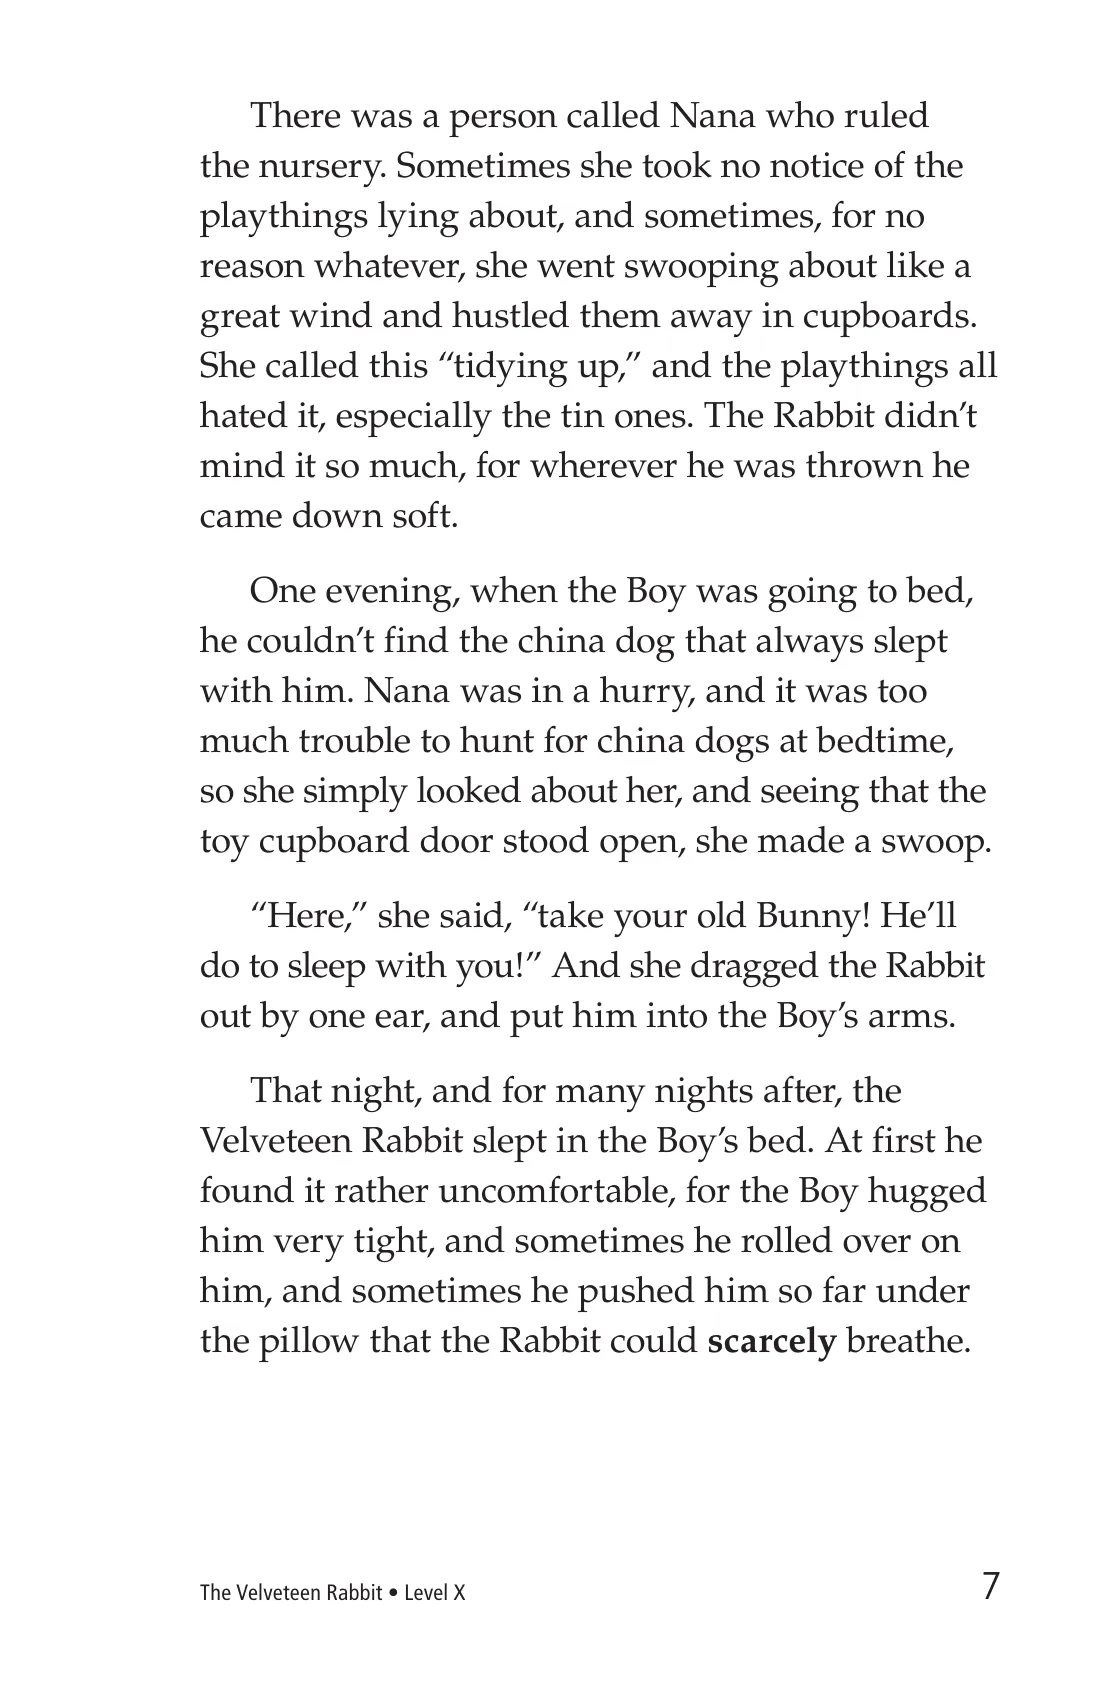 There was a person called Nana who ruled
the nursery. Sometimes she took no notice of the
playthings lying about, and sometimes, for no
reason whatever, she went swooping about like a
great wind and hustled them away in cupboards.
She called this “tidying up,” and the playthings all
hated it, especially the tin ones. The Rabbit didn’t
mind it so much, for wherever he was thrown he
came down soft.
One evening, when the Boy was going to bed,
he couldn’t find the china dog that always slept
with him. Nana was in a hurry, and it was too
much trouble to hunt for china dogs at bedtime,
so she simply looked about her, and seeing that the
toy cupboard door stood open, she made a swoop.
“Here,” she said, “take your old Bunny! He’ll
do to sleep with you!” And she dragged the Rabbit
out by one ear, and put him into the Boy’s arms.
That night, and for many nights after, the
Velveteen Rabbit slept in the Boy’s bed. At first he
found it rather uncomfortable, for the Boy hugged
him very tight, and sometimes he rolled over on
him, and sometimes he pushed him so far under
the pillow that the Rabbit could scarcely breathe.
The Velveteen Rabbit • Level X
7